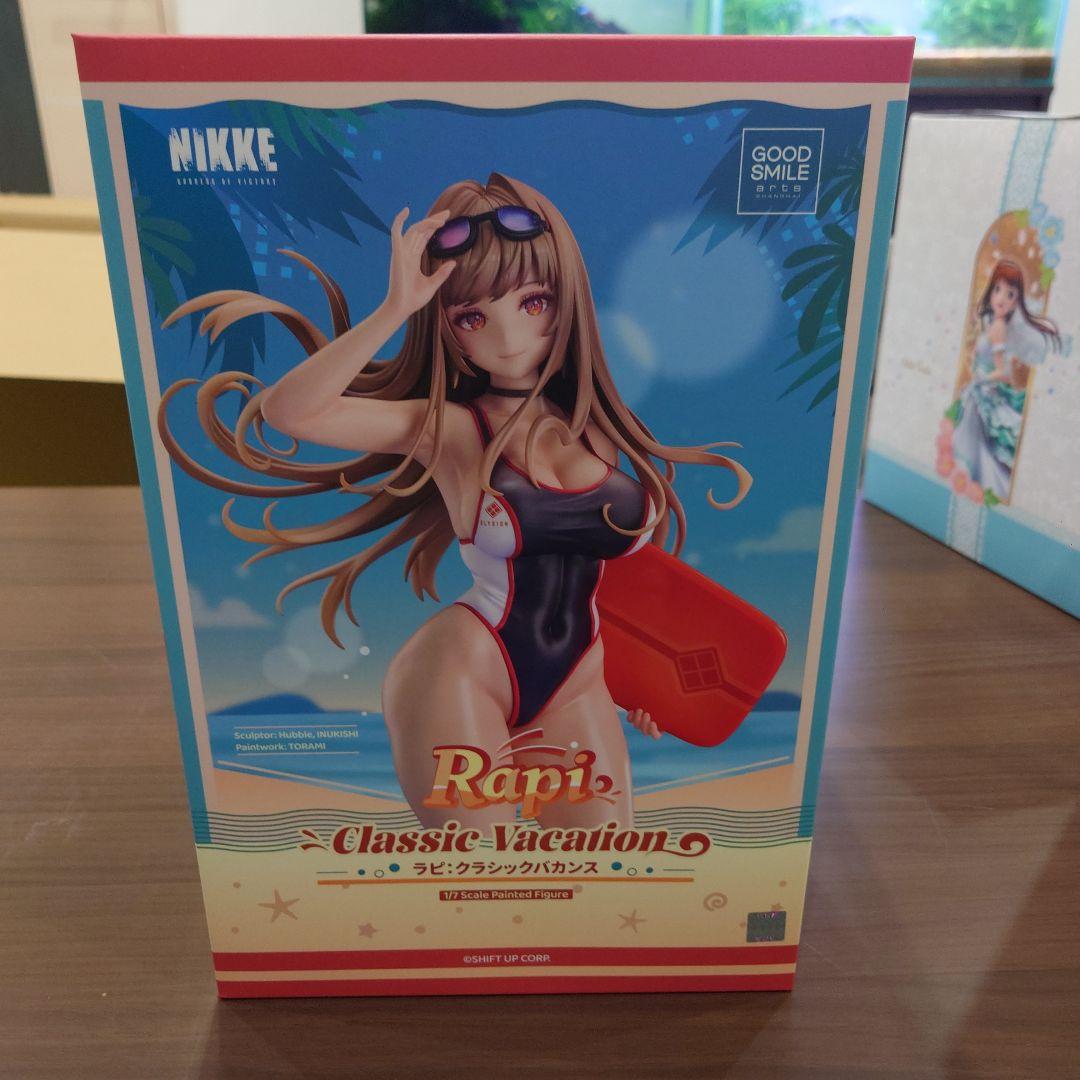 NIKKE
GODDESS OF VICTORY
GOOD
SMILE
arts
SHANGHAI
ELYSION
Sculptor: Hubble, INUKISHI
Paintwork: TORAMI
Rapi
Classic Vacation
ラピ：クラシックバカンス
1/7 Scale Painted Figure
©SHIFT UP CORP.